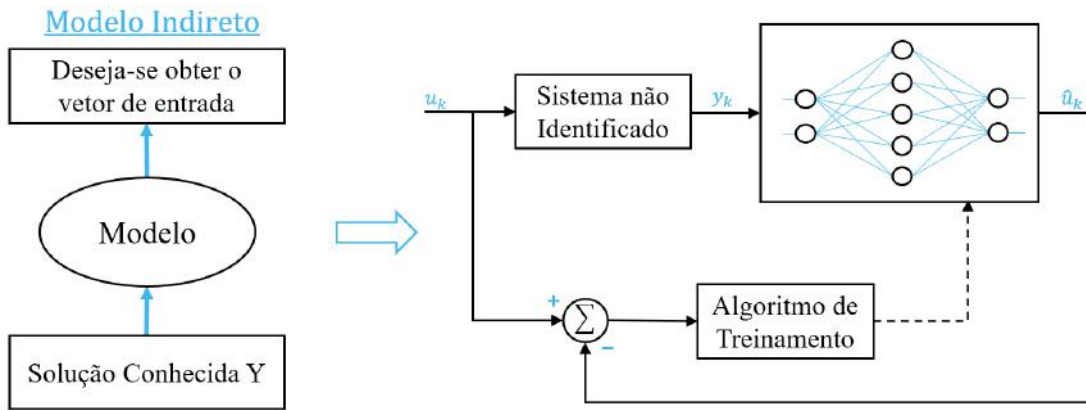 Modelo Indireto
Deseja-se obter o
vetor de entrada
Modelo
Solução Conhecida Y
u_k
Sistema não
Identificado
y_k
û_k
+
∑
−
Algoritmo de
Treinamento